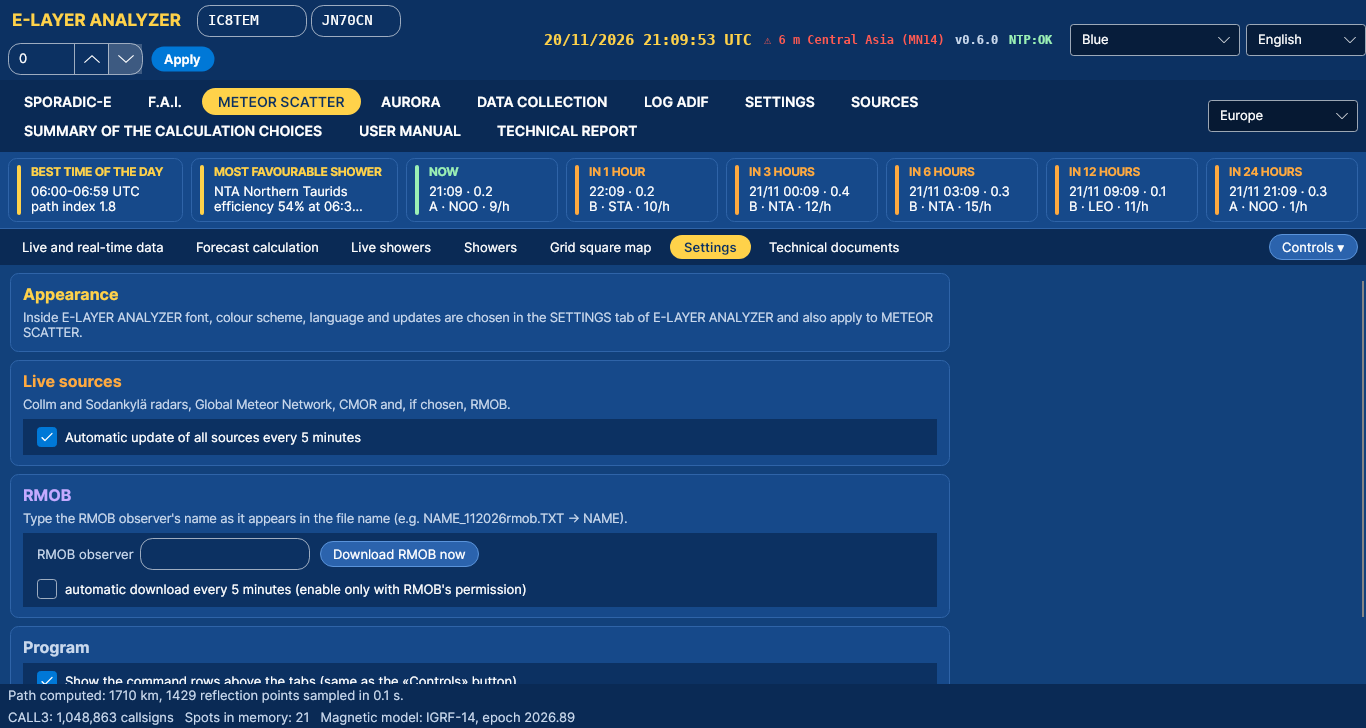 E-LAYER ANALYZER IC8TEM JN70CN
0 Apply
20/11/2026 21:09:53 UTC ⚠ 6 m Central Asia (MN14) v0.6.0 NTP:OK
Blue English
SPORADIC-E F.A.I. METEOR SCATTER AURORA DATA COLLECTION LOG ADIF SETTINGS SOURCES
SUMMARY OF THE CALCULATION CHOICES USER MANUAL TECHNICAL REPORT
Europe
BEST TIME OF THE DAY
06:00-06:59 UTC
path index 1.8
MOST FAVOURABLE SHOWER
NTA Northern Taurids
efficiency 54% at 06:3...
NOW
21:09 · 0.2
A · NOO · 9/h
IN 1 HOUR
22:09 · 0.2
B · STA · 10/h
IN 3 HOURS
21/11 00:09 · 0.4
B · NTA · 12/h
IN 6 HOURS
21/11 03:09 · 0.3
B · NTA · 15/h
IN 12 HOURS
21/11 09:09 · 0.1
B · LEO · 11/h
IN 24 HOURS
21/11 21:09 · 0.3
A · NOO · 1/h
Live and real-time data Forecast calculation Live showers Showers Grid square map Settings Technical documents Controls ▾
Appearance
Inside E-LAYER ANALYZER font, colour scheme, language and updates are chosen in the SETTINGS tab of E-LAYER ANALYZER and also apply to METEOR
SCATTER.
Live sources
Collm and Sodankylä radars, Global Meteor Network, CMOR and, if chosen, RMOB.
Automatic update of all sources every 5 minutes
RMOB
Type the RMOB observer's name as it appears in the file name (e.g. NAME_112026rmob.TXT → NAME).
RMOB observer Download RMOB now
automatic download every 5 minutes (enable only with RMOB's permission)
Program
Show the command rows above the tabs (same as the «Controls» button)
Path computed: 1710 km, 1429 reflection points sampled in 0.1 s.
CALL3: 1,048,863 callsigns Spots in memory: 21 Magnetic model: IGRF-14, epoch 2026.89